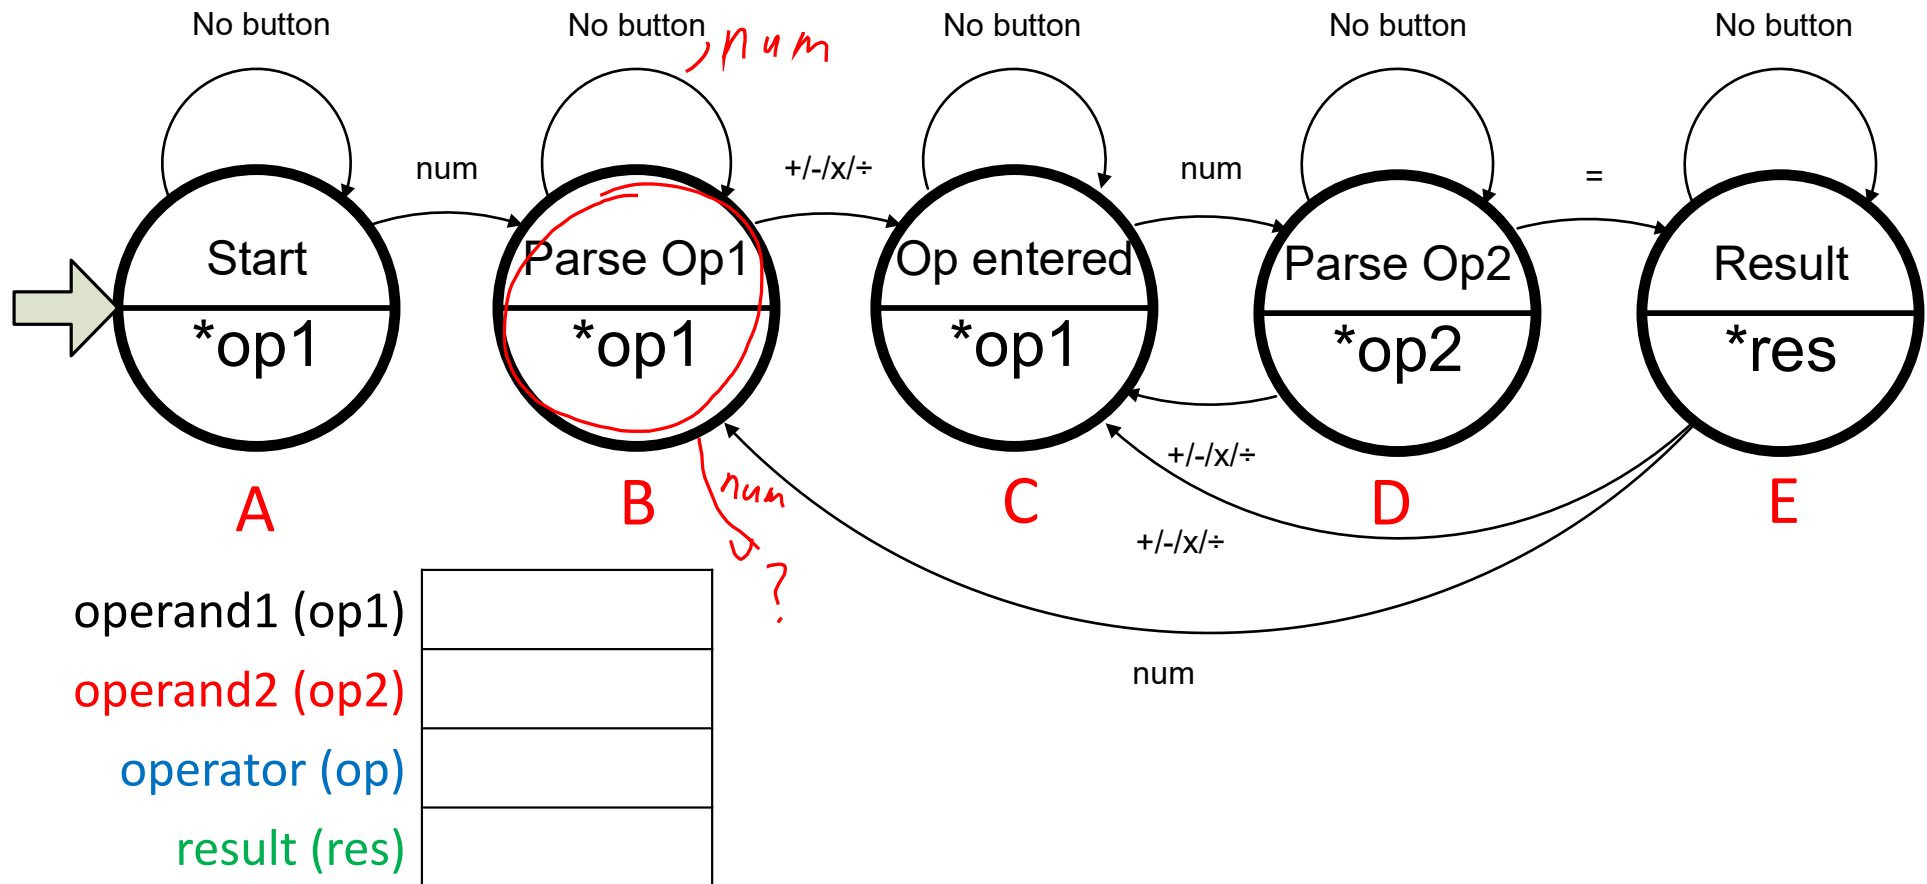 No button
No button
No button
No button
No button
, num
num
+/-/x/÷
num
=
Start
Parse Op1
Op entered
Parse Op2
Result
*op1
*op1
*op1
*op2
*res
+/-/x/÷
A
B
C
D
E
num
+/-/x/÷
?
operand1 (op1)
num
operand2 (op2)
operator (op)
result (res)